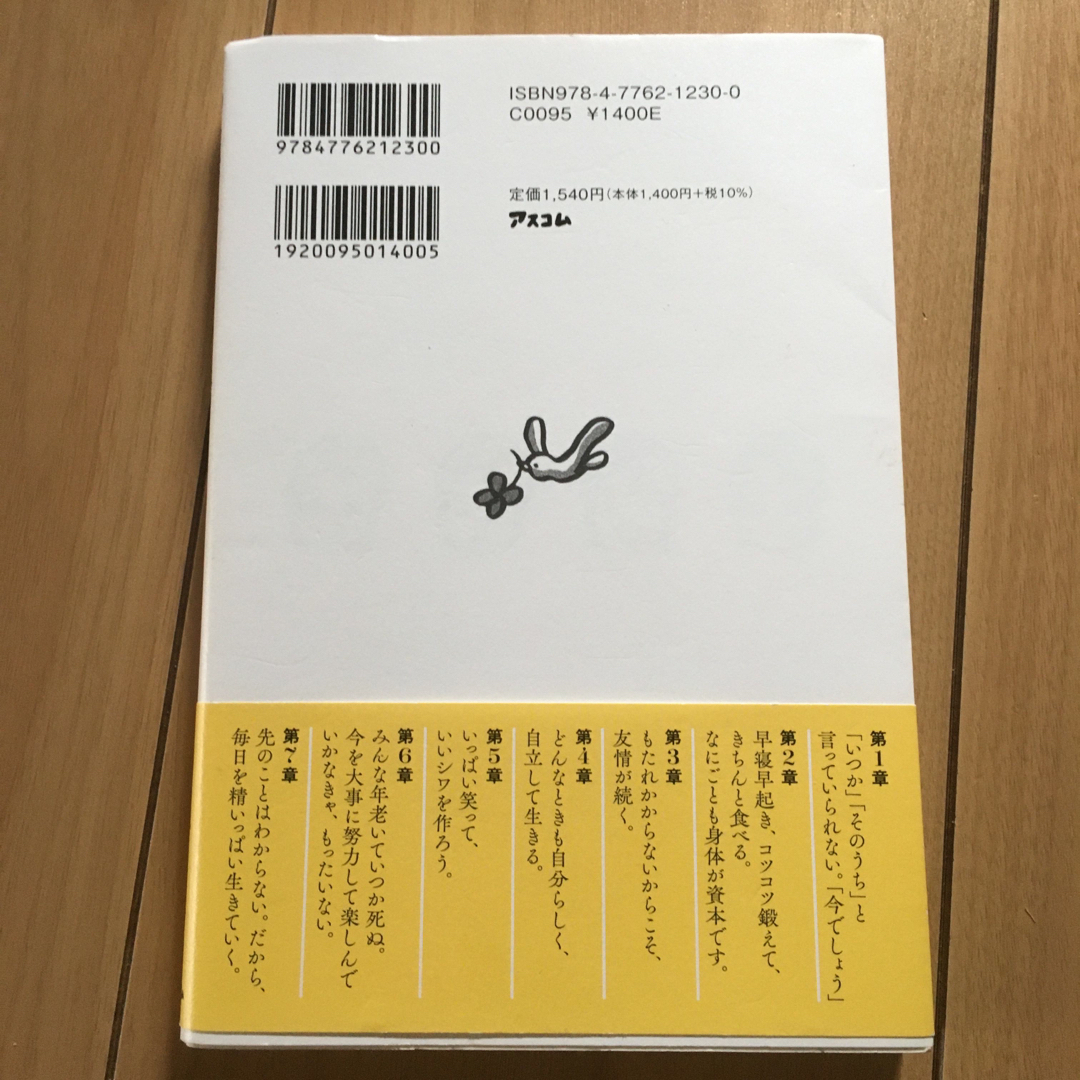 9784776212300
ISBN978-4-7762-1230-0
C0095 ¥1400E
1920095014005
定価1,540円(本体1,400円+税10%)
アスコム
第1章
「いつか」「そのうち」と
言っていられない。「今でしょう」
第2章
早寝早起き、コツコツ鍛えて、
きちんと食べる。
なにごとも身体が資本です。
第3章
もたれかからないからこそ、
友情が続く。
第4章
どんなときも自分らしく、
自立して生きる。
第5章
いっぱい笑って、
いいシワを作ろう。
第6章
みんな年老いていつか死ぬ。
今を大事に努力して楽しんで
いかなきゃ、もったいない。
第7章
先のことはわからない。だから、
毎日を精いっぱい生きていく。